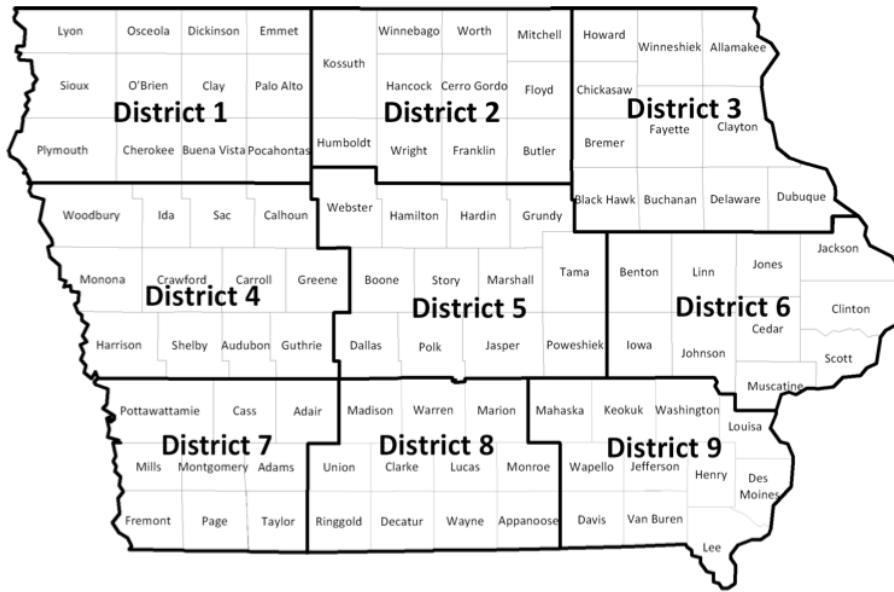 Lyon Osceola Dickinson Emmet Winnebago Worth Mitchell Howard Winneshiek Allamakee
Kossuth
Sioux O'Brien Clay Palo Alto Hancock Cerro Gordo Floyd Chickasaw
District 1 District 2 District 3
Plymouth Cherokee Buena Vista Pocahontas Humboldt Wright Franklin Butler Bremer Fayette Clayton
Black Hawk Buchanan Delaware Dubuque
Woodbury Ida Sac Calhoun Webster Hamilton Hardin Grundy
Jackson
Monona Crawford Carroll Greene Boone Story Marshall Tama Benton Linn Jones
District 4 District 5 District 6
Clinton
Cedar
Harrison Shelby Audubon Guthrie Dallas Polk Jasper Poweshiek Iowa Johnson Scott
Muscatine
Pottawattamie Cass Adair Madison Warren Marion Mahaska Keokuk Washington
Louisa
District 7 District 8 District 9
Mills Montgomery Adams Union Clarke Lucas Monroe Wapello Jefferson Henry
Des
Moines
Fremont Page Taylor Ringgold Decatur Wayne Appanoose Davis Van Buren
Lee